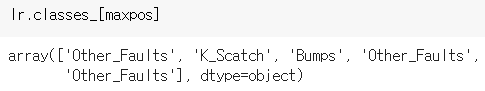 lr.classes_[maxpos]
array(['Other_Faults', 'K_Scatch', 'Bumps', 'Other_Faults',
'Other_Faults'], dtype=object)